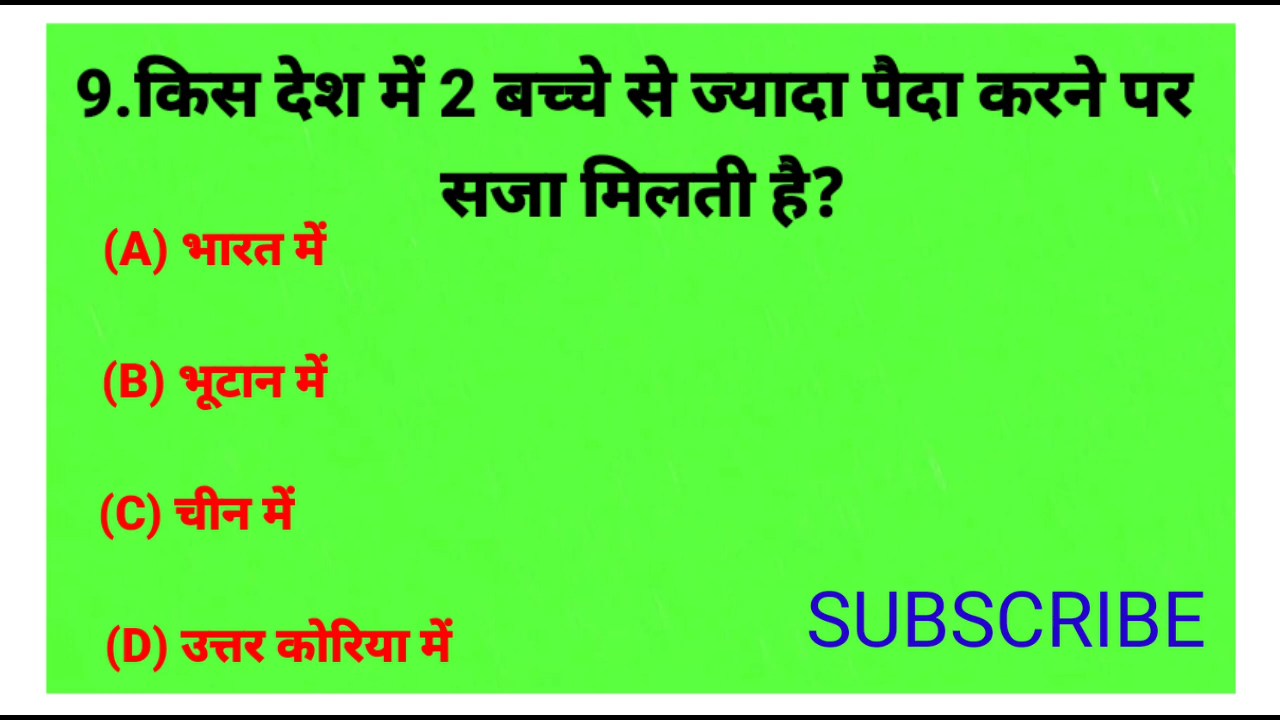 9.किस देश में 2 बच्चे से ज्यादा पैदा करने पर
सजा मिलती है?
(A) भारत में
(B) भूटान में
(C) चीन में
(D) उत्तर कोरिया में
SUBSCRIBE